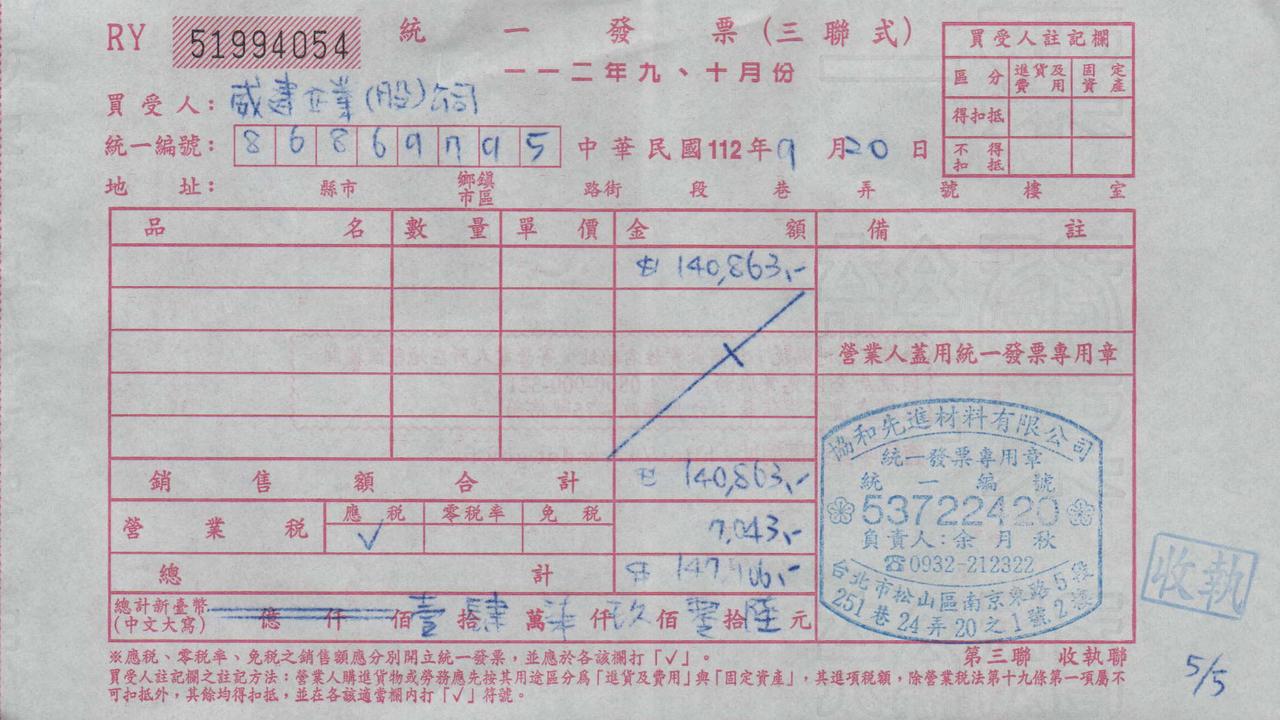 RY 51994054 統一發票(三聯式)
一一二年九、十月份
買受人註記欄
區分 進貨及費用 固定資產
得扣抵
不得扣抵
買受人: 威建企業(股)公司
統一編號: 86869795 中華民國112年9月20日
地址: 縣市 鄉鎮市區 路街 段 巷 弄 號 樓 室
品名 數量 單價 金額 備註
$140,863.-
營業人蓋用統一發票專用章
銷售額合計 $140,863.-
營業稅 應稅 零稅率 免稅 7,043.-
✓
總計 $147,906.-
總計新臺幣(中文大寫) 億 仟 佰壹拾肆萬柒仟玖佰零拾陸元
協和先進材料有限公司
統一發票專用章
統一編號
53722420
負責人:余月秋
☎0932-212322
台北市松山區南京東路5段
251巷24弄20之1號2樓
收執
第三聯 收執聯
※應稅、零稅率、免稅之銷售額應分別開立統一發票,並應於各該欄打「✓」。
買受人註記欄之註記方法:營業人購進貨物或勞務應先按其用途區分為「進貨及費用」與「固定資產」,其進項稅額,除營業稅法第十九條第一項屬不
可扣抵外,其餘均得扣抵,並在各該適當欄內打「✓」符號。
5/5